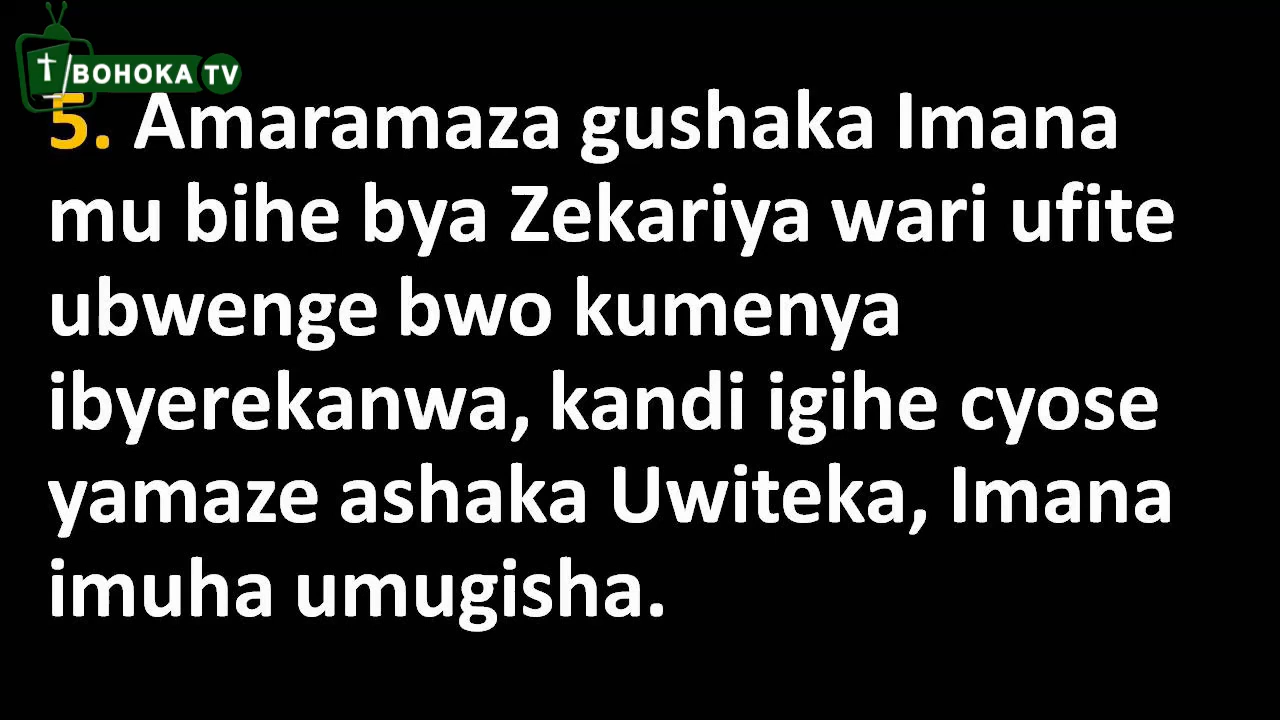 BOHOKA TV
5. Amaramaza gushaka Imana
mu bihe bya Zekariya wari ufite
ubwenge bwo kumenya
ibyerekanwa, kandi igihe cyose
yamaze ashaka Uwiteka, Imana
imuha umugisha.